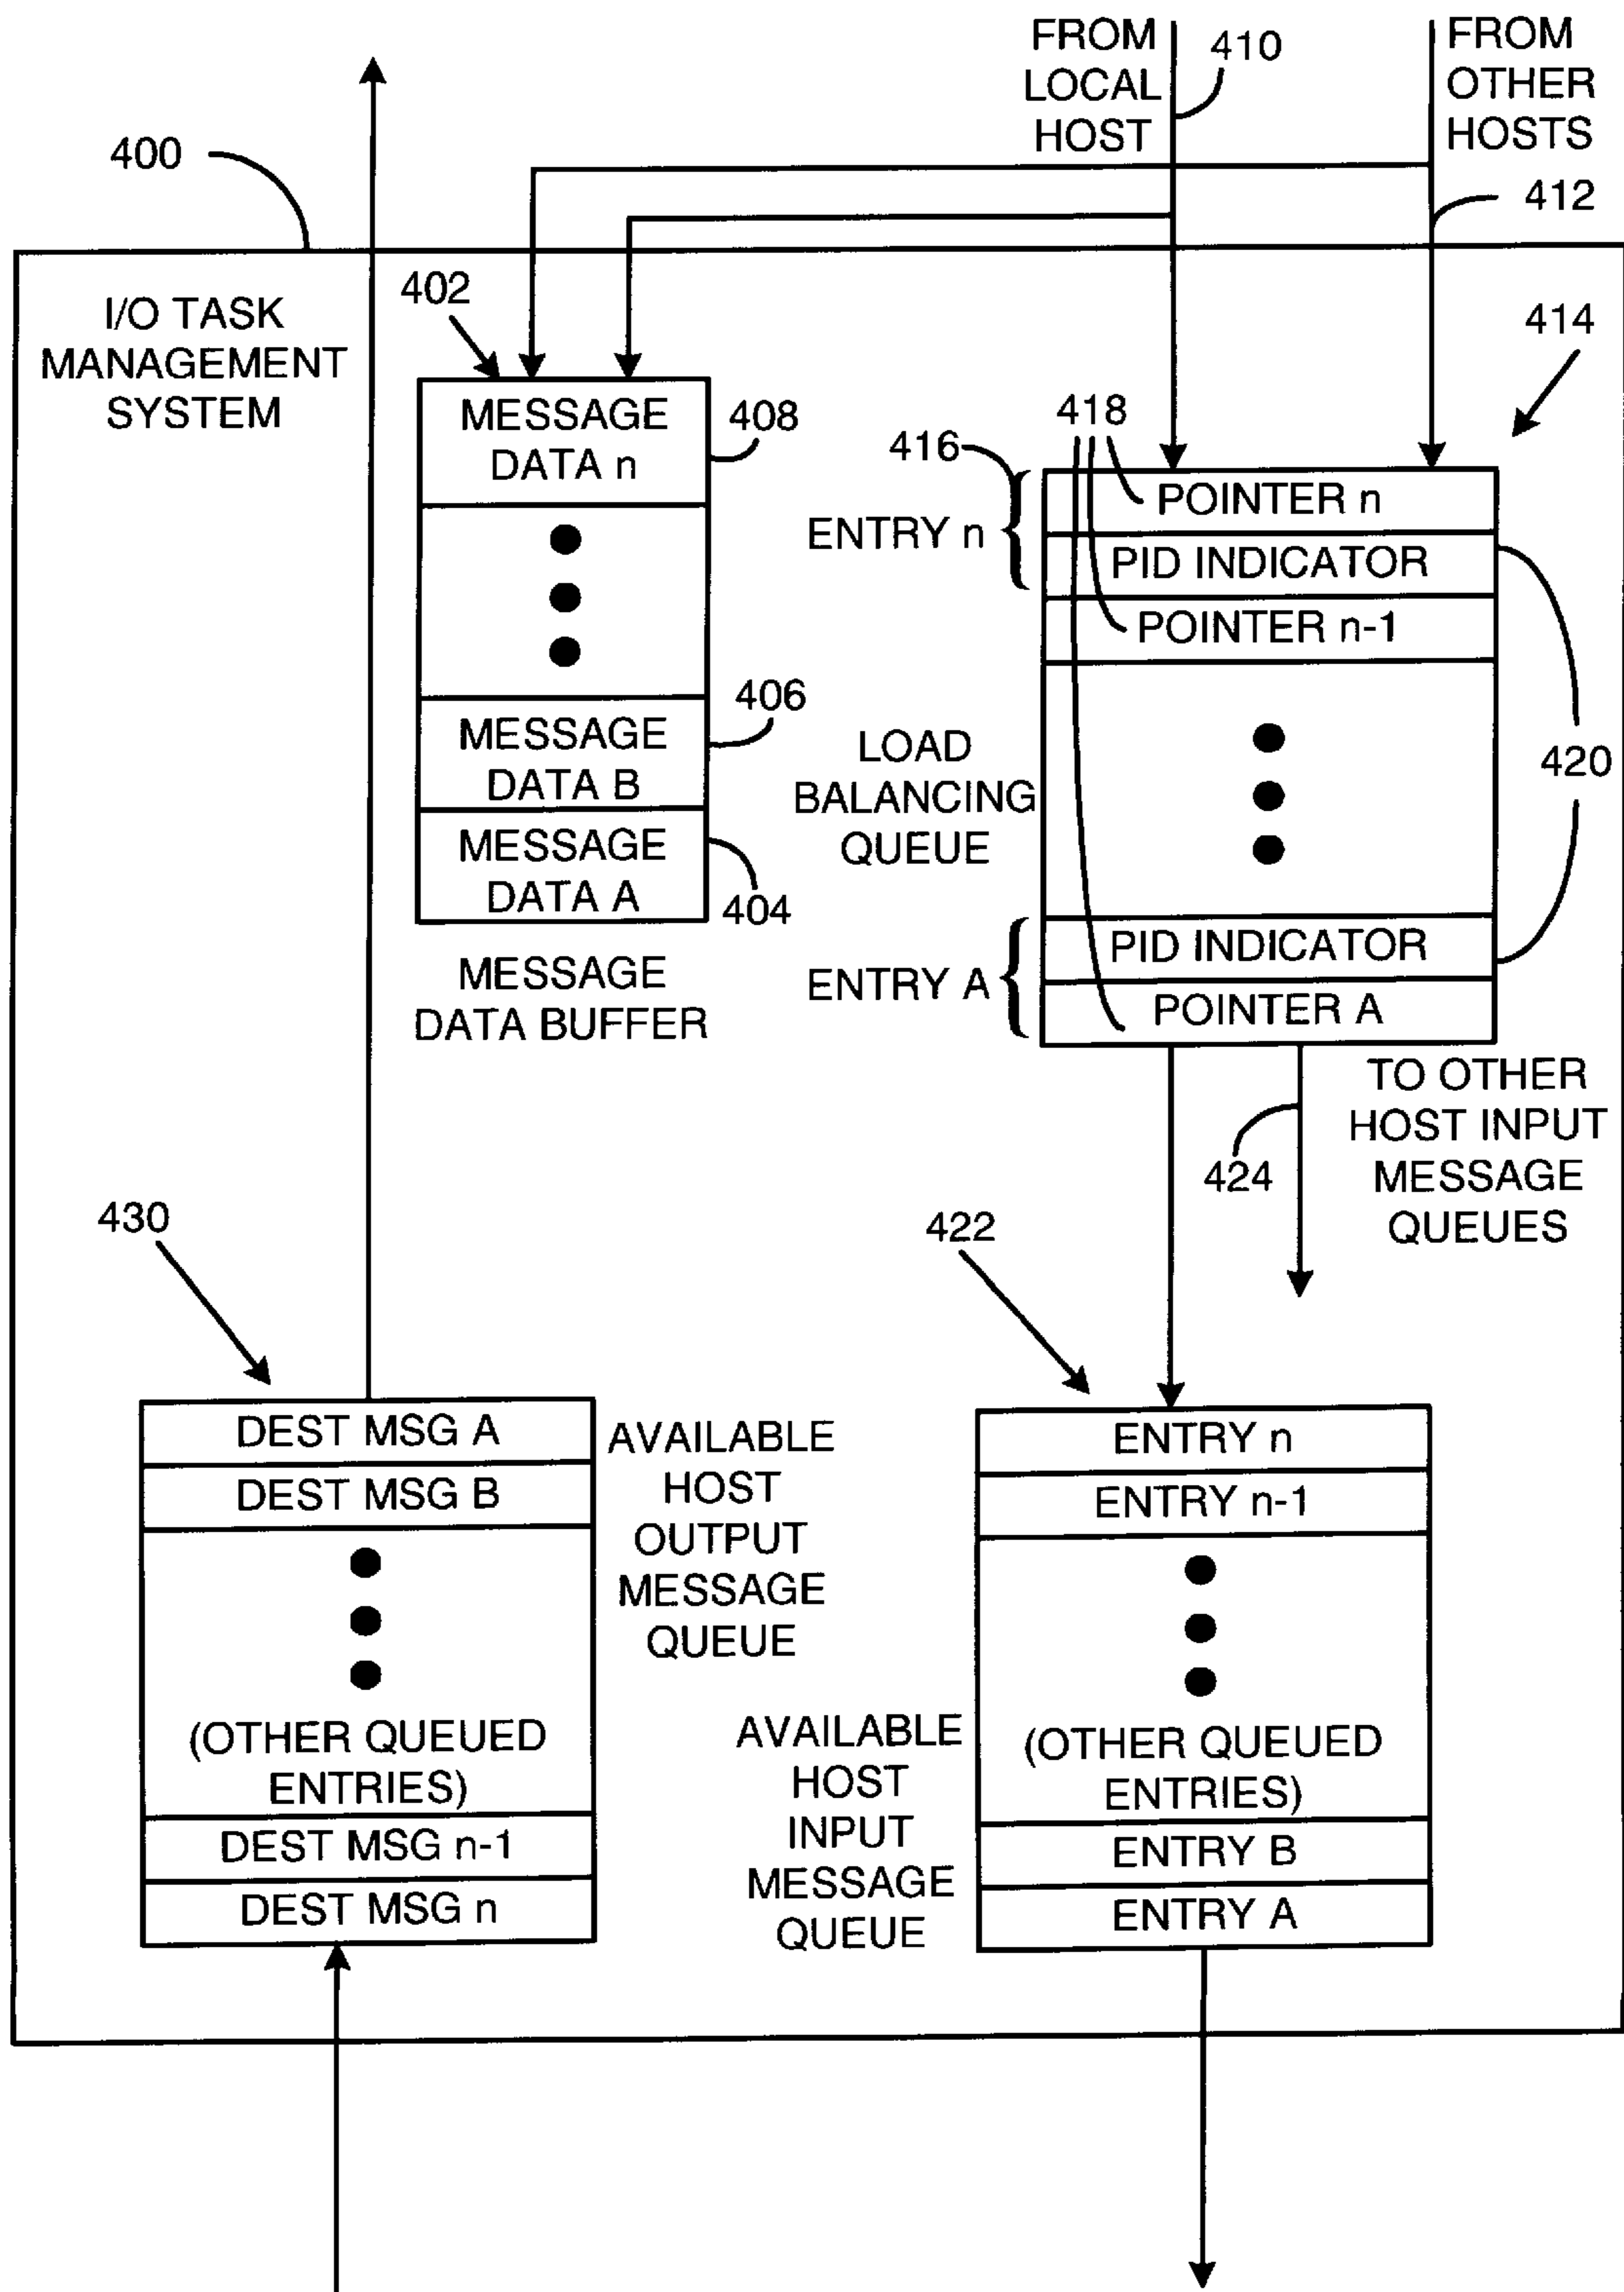 FROM
LOCAL
HOST
410
FROM
OTHER
HOSTS
400
412
I/O TASK
MANAGEMENT
SYSTEM
402
414
MESSAGE
DATA n
408
418
416
ENTRY n
POINTER n
PID INDICATOR
POINTER n-1
420
MESSAGE
DATA B
406
LOAD
BALANCING
QUEUE
MESSAGE
DATA A
404
MESSAGE
DATA BUFFER
ENTRY A
PID INDICATOR
POINTER A
TO OTHER
HOST INPUT
MESSAGE
QUEUES
424
430
422
DEST MSG A
DEST MSG B
(OTHER QUEUED
ENTRIES)
DEST MSG n-1
DEST MSG n
AVAILABLE
HOST
OUTPUT
MESSAGE
QUEUE
AVAILABLE
HOST
INPUT
MESSAGE
QUEUE
ENTRY n
ENTRY n-1
(OTHER QUEUED
ENTRIES)
ENTRY B
ENTRY A